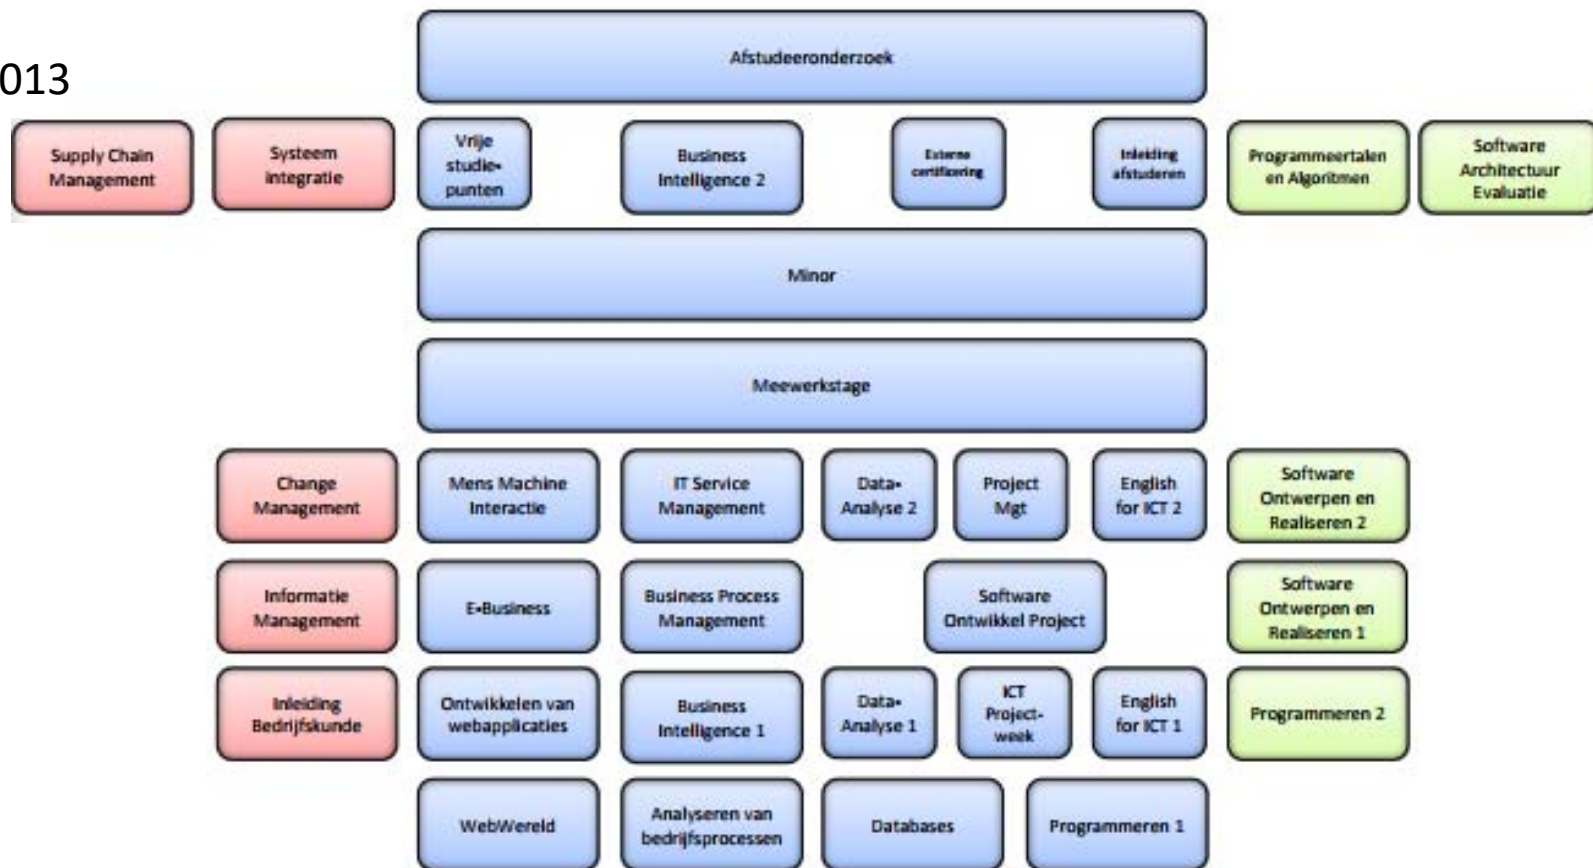 Afstudeeronderzoek
013
Supply Chain
Management
Systeem
Integratie
Vrije
studie-
punten
Business
Intelligence 2
Externe
certificering
Inleiding
afstuderen
Programmeertalen
en Algoritmen
Software
Architectuur
Evaluatie
Minor
Meewerkstage
Change
Management
Mens Machine
Interactie
IT Service
Management
Data-
Analyse 2
Project
Mgt
English
for ICT 2
Software
Ontwerpen en
Realiseren 2
Informatie
Management
E-Business
Business Process
Management
Software
Ontwikkel Project
Software
Ontwerpen en
Realiseren 1
Inleiding
Bedrijfskunde
Ontwikkelen van
webapplicaties
Business
Intelligence 1
Data-
Analyse 1
ICT
Project-
week
English
for ICT 1
Programmeren 2
WebWereld
Analyseren van
bedrijfsprocessen
Databases
Programmeren 1